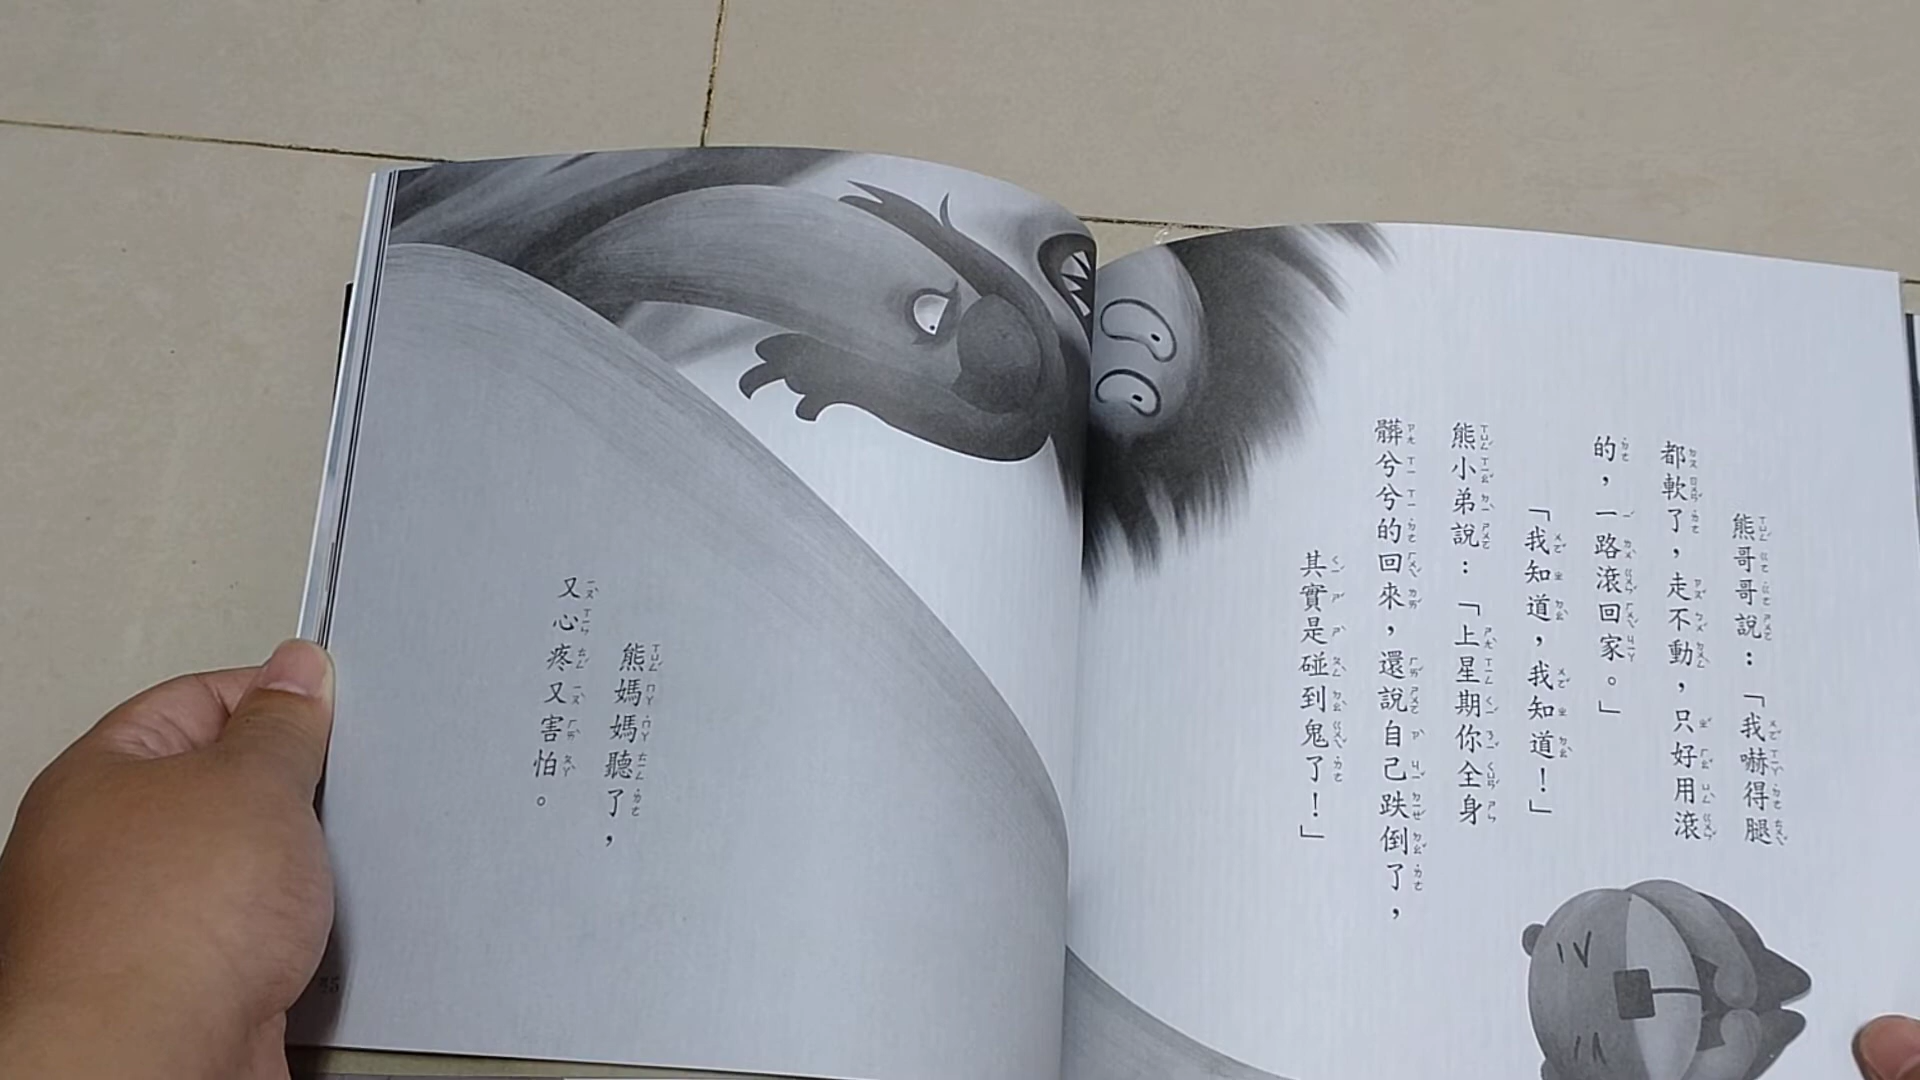 熊哥哥說：「我嚇得腿
都軟了，走不動，只好用滾
的，一路滾回家。」
「我知道，我知道！」
熊小弟說：「上星期你全身
髒兮兮的回來，還說自己跌倒了，
其實是碰到鬼了！」
熊媽媽聽了，
又心疼又害怕。